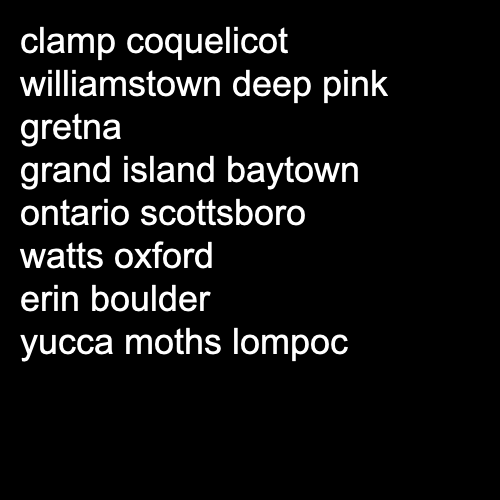 clamp coquelicot
williamstown deep pink
gretna
grand island baytown
ontario scottsboro
watts oxford
erin boulder
yucca moths lompoc